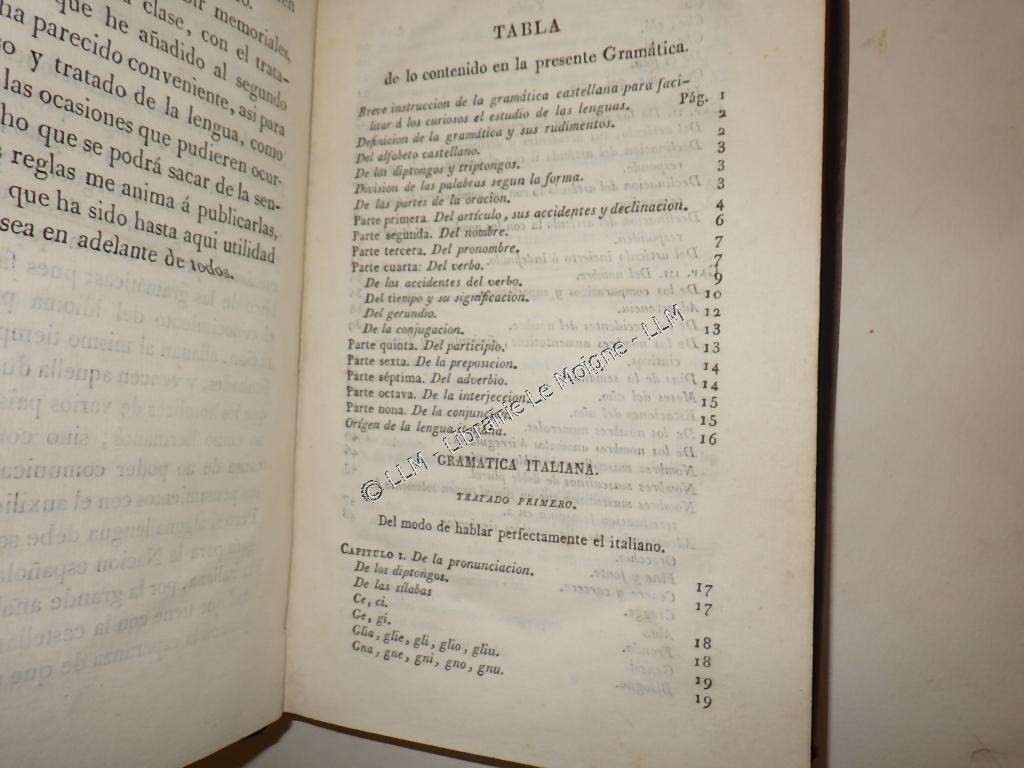 bir memoriales,
clase, con el trata-
que he añadido al segundo
ha parecido conveniente, asi para
so y tratado de la lengua, como
las ocasiones que pudieren ocur-
cho que se podrá sacar de la sen-
reglas me anima á publicarlas,
que ha sido hasta aqui utilidad
sea en adelante de todos.
TABLA
de lo contenido en la presente Gramática.
Breve instruccion de la gramática castellana para faci-
litar á los curiosos el estudio de las lenguas. Pág. 1
Definicion de la gramática y sus rudimentos. 2
Del alfabeto castellano. 2
De los diptongos y triptongos. 3
Division de las palabras segun la forma. 3
De las partes de la oracion. 3
Parte primera. Del artículo, sus accidentes y declinacion. 4
Parte segunda. Del nombre. 6
Parte tercera. Del pronombre. 7
Parte cuarta: Del verbo. 7
De los accidentes del verbo. 9
Del tiempo y su significacion. 10
Del gerundio. 12
De la conjugacion. 13
Parte quinta. Del participio. 13
Parte sexta. De la preposicion. 14
Parte séptima. Del adverbio. 14
Parte octava. De la interjeccion. 15
Parte nona. De la conjuncion. 15
Orígen de la lengua 16
GRAMATICA ITALIANA.
TRATADO PRIMERO.
Del modo de hablar perfectamente el italiano.
CAPITULO I. De la pronunciacion. 17
De los diptongos. 17
De las sílabas
Ce, ci. 18
Ge, gi. 18
Glia, glie, gli, glio, gliu. 19
Gna, gne, gni, gno, gnu. 19
© LLM - Librairie Le Moigne - LLM